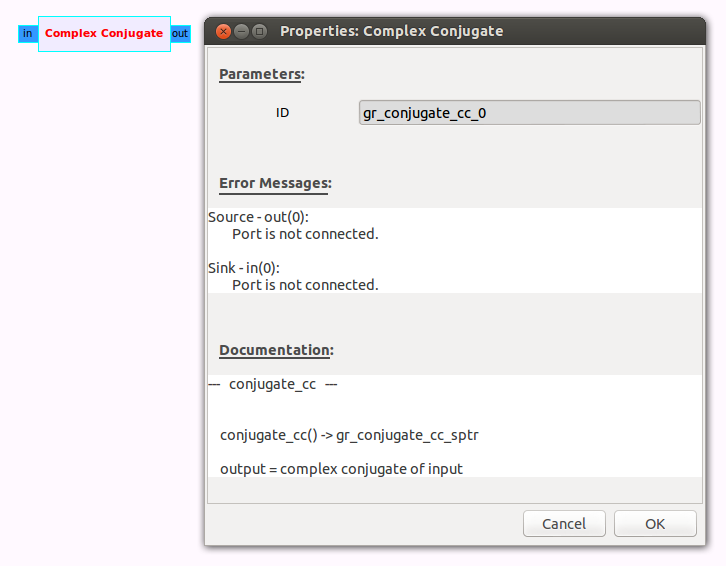 in Complex Conjugate out
Properties: Complex Conjugate
Parameters:
ID gr_conjugate_cc_0
Error Messages:
Source - out(0):
Port is not connected.
Sink - in(0):
Port is not connected.
Documentation:
--- conjugate_cc ---
conjugate_cc() -> gr_conjugate_cc_sptr
output = complex conjugate of input
Cancel OK